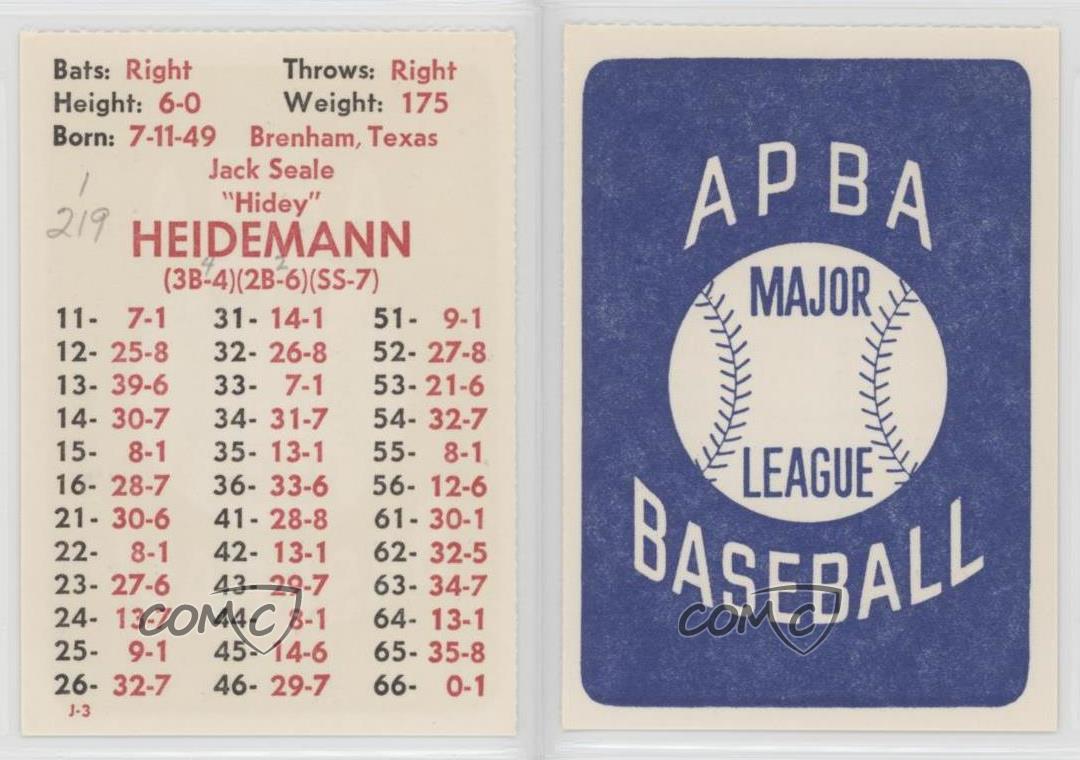 Bats: Right Throws: Right
Height: 6-0 Weight: 175
Born: 7-11-49 Brenham, Texas
Jack Seale
"Hidey"
1
219
HEIDEMANN
4 2
(3B-4)(2B-6)(SS-7)
11- 7-1 31- 14-1 51- 9-1
12- 25-8 32- 26-8 52- 27-8
13- 39-6 33- 7-1 53- 21-6
14- 30-7 34- 31-7 54- 32-7
15- 8-1 35- 13-1 55- 8-1
16- 28-7 36- 33-6 56- 12-6
21- 30-6 41- 28-8 61- 30-1
22- 8-1 42- 13-1 62- 32-5
23- 27-6 43- 29-7 63- 34-7
24- 13-7 44- 8-1 64- 13-1
25- 9-1 45- 14-6 65- 35-8
26- 32-7 46- 29-7 66- 0-1
J-3
COMC
APBA
MAJOR
LEAGUE
BASEBALL
COMC